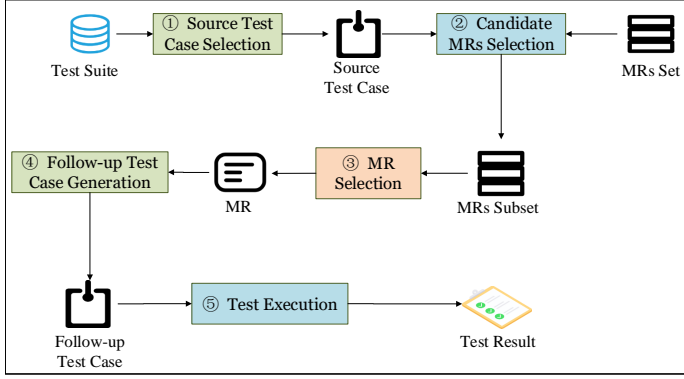 ① Source Test
Case Selection
② Candidate
MRs Selection
Test Suite
Source
Test Case
MRs Set
④ Follow-up Test
Case Generation
③ MR
Selection
MR
MRs Subset
⑤ Test Execution
Follow-up
Test Case
Test Result